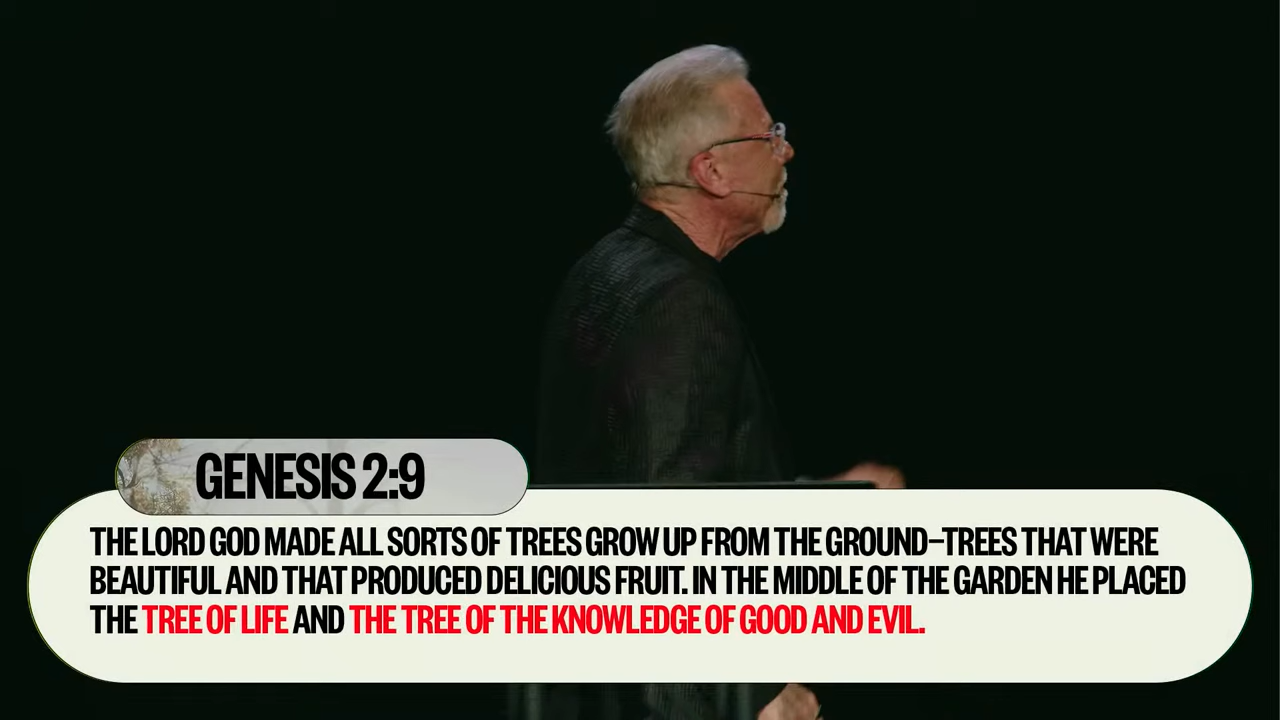 GENESIS 2:9
THE LORD GOD MADE ALL SORTS OF TREES GROW UP FROM THE GROUND–TREES THAT WERE
BEAUTIFUL AND THAT PRODUCED DELICIOUS FRUIT. IN THE MIDDLE OF THE GARDEN HE PLACED
THE TREE OF LIFE AND THE TREE OF THE KNOWLEDGE OF GOOD AND EVIL.